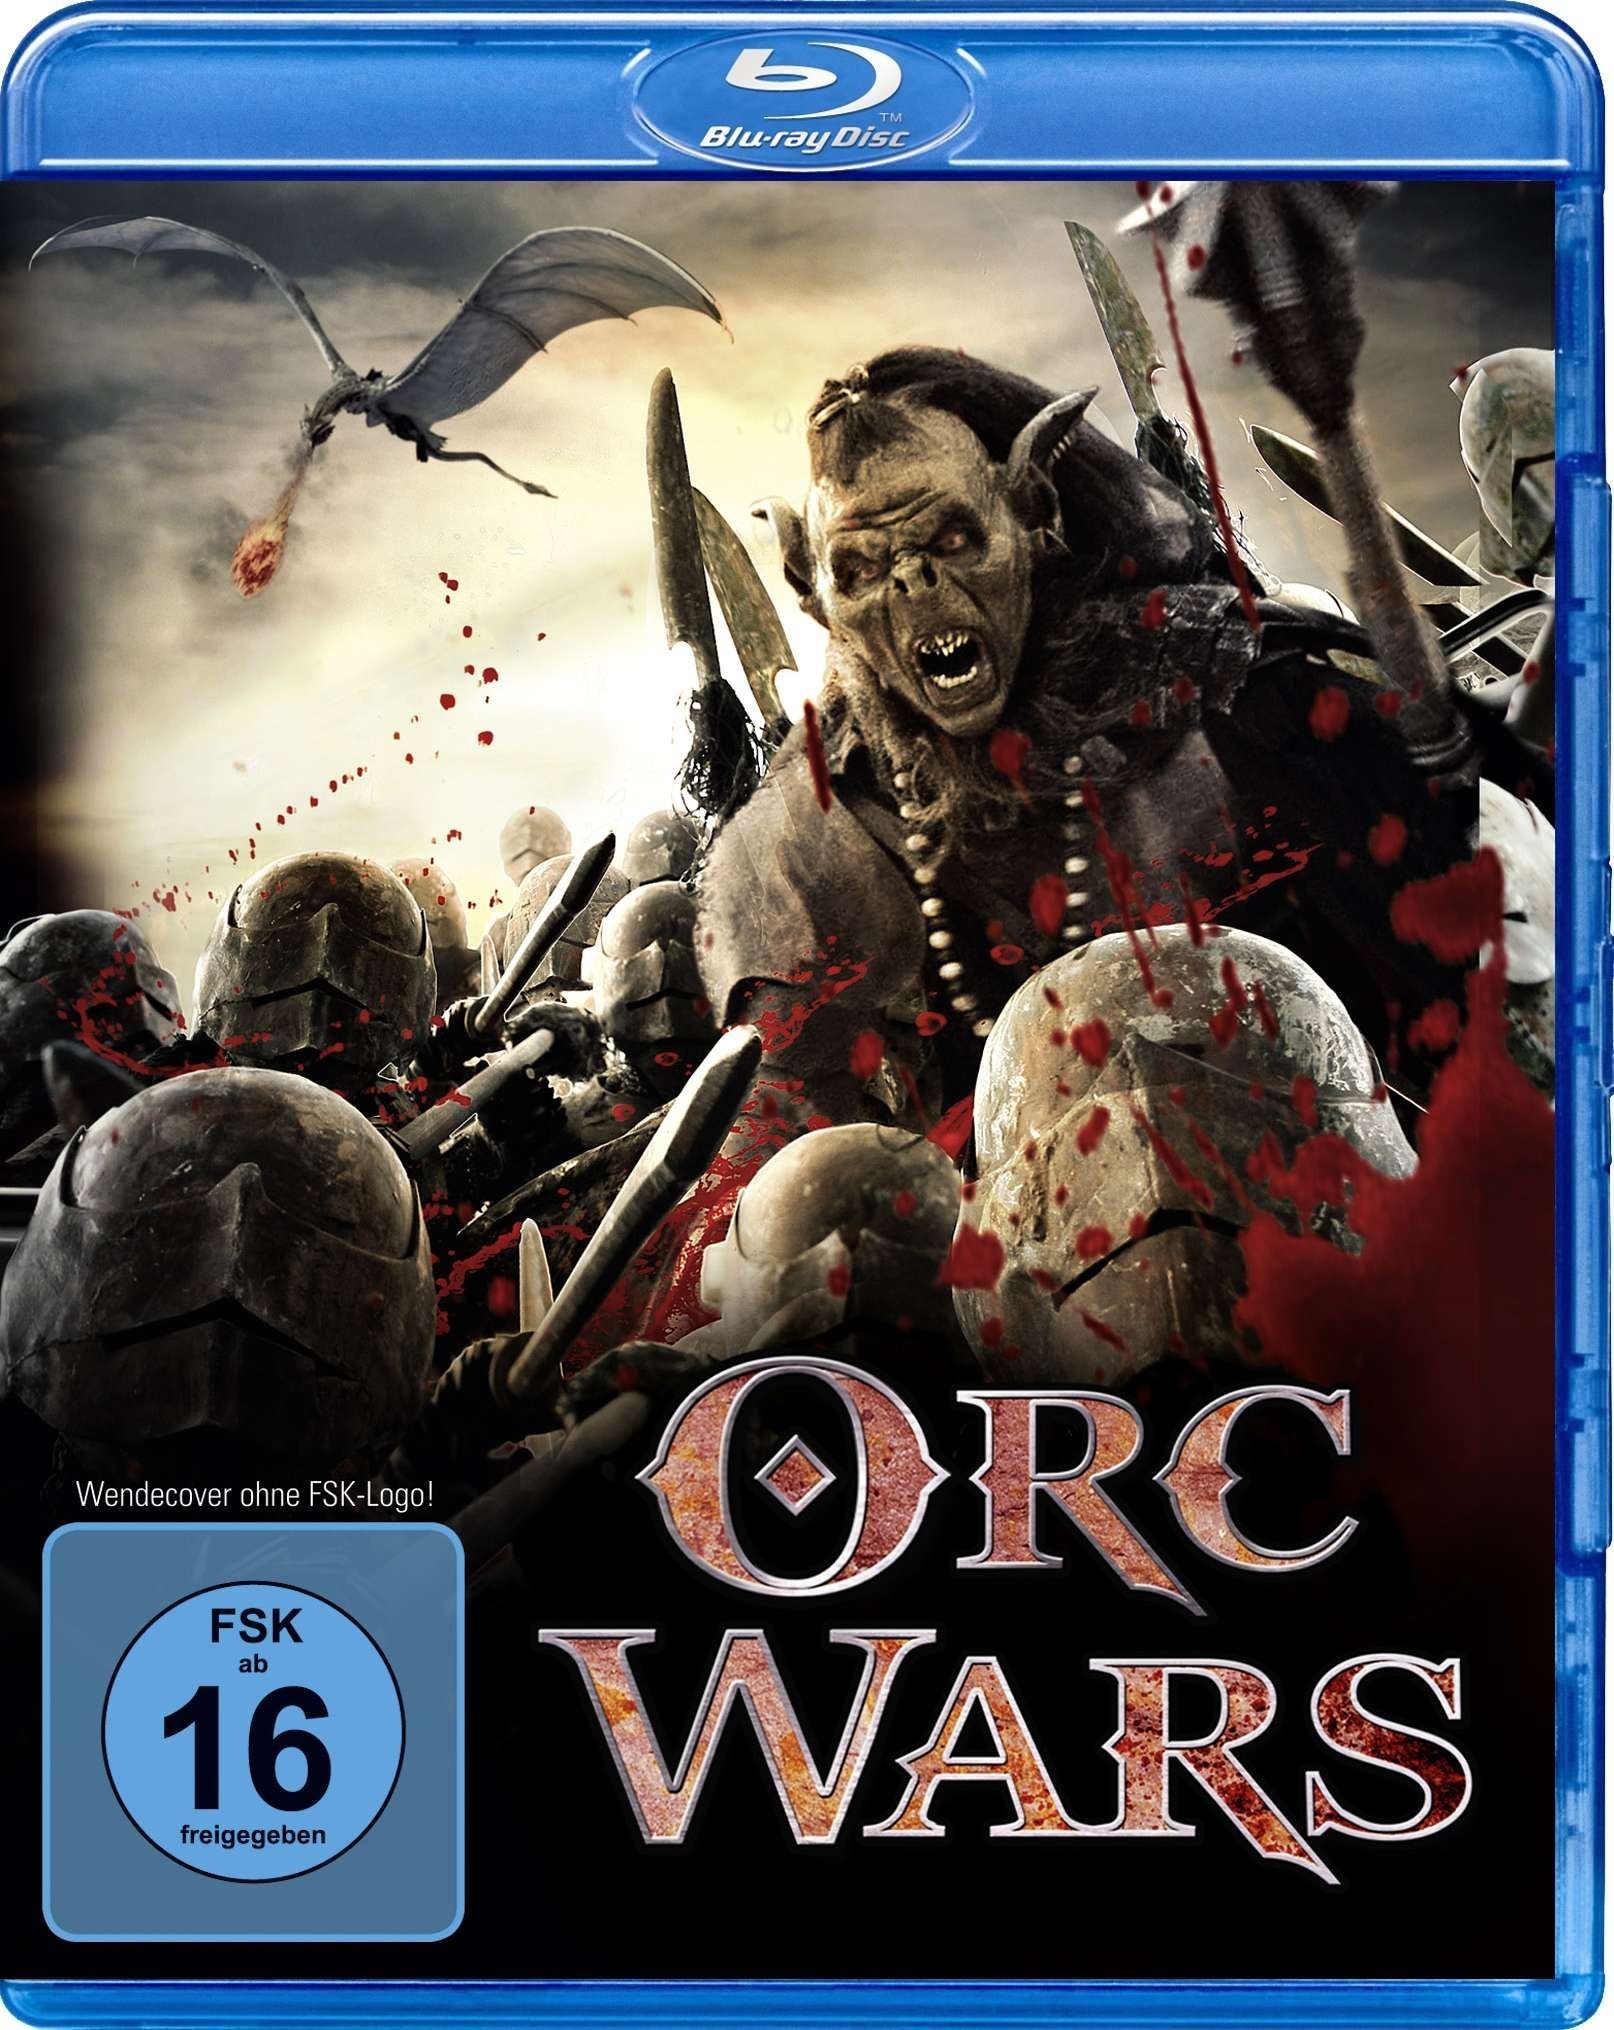 Blu-ray Disc
TM
ORC
WARS
Wendecover ohne FSK-Logo!
FSK
ab
16
freigegeben